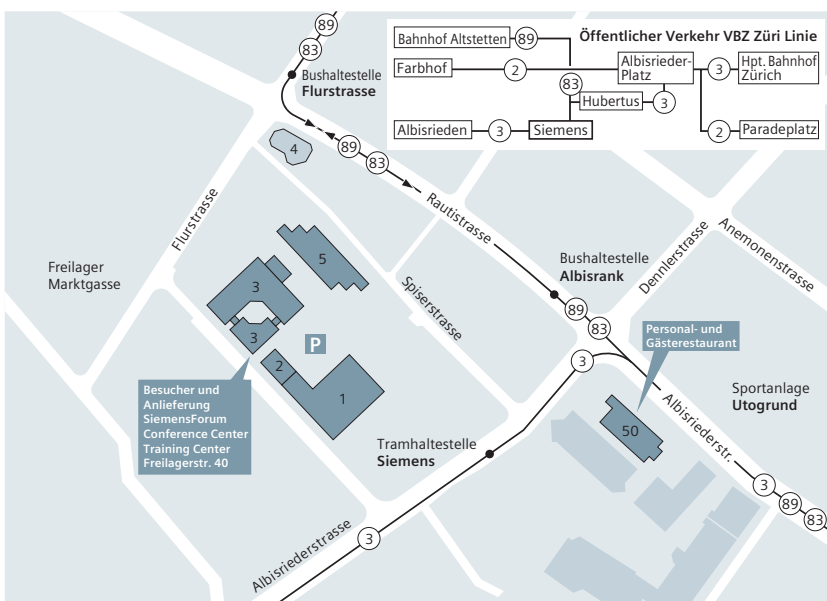 89
83
Bushaltestelle
Flurstrasse
Öffentlicher Verkehr VBZ Züri Linie
Bahnhof Altstetten
89
Farbhof
2
Albisrieder-
Platz
3
Hpt. Bahnhof
Zürich
83
Hubertus
3
Albisrieden
3
Siemens
2
Paradeplatz
4
89
83
Flurstrasse
Rautistrasse
Freilager
Marktgasse
5
3
3
Spiserstrasse
Bushaltestelle
Albisrank
Dennlerstrasse
Anemonenstrasse
89
83
P
2
1
3
Personal- und
Gästerestaurant
Besucher und
Anlieferung
SiemensForum
Conference Center
Training Center
Freilagerstr. 40
Sportanlage
Utogrund
Albisriederstr.
50
Tramhaltestelle
Siemens
3
89
83
Albisriederstrasse
3